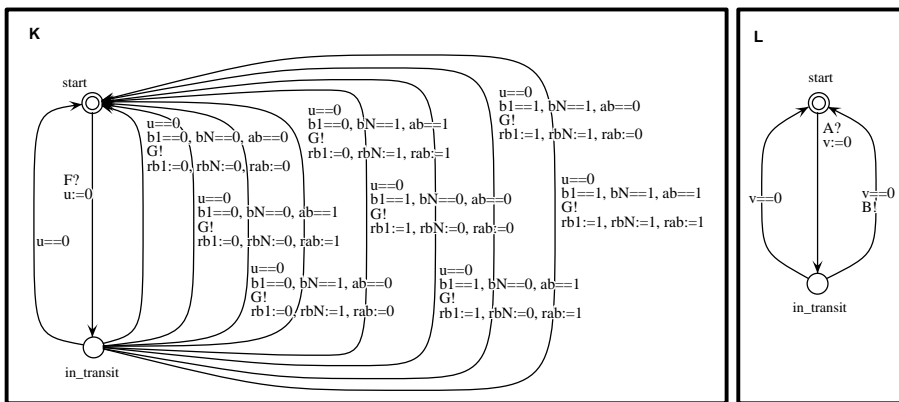 K
start
F?
u:=0
u==0
in_transit
u==0
b1==0, bN==0, ab==0
G!
rb1:=0, rbN:=0, rab:=0
u==0
b1==0, bN==0, ab==1
G!
rb1:=0, rbN:=0, rab:=1
u==0
b1==0, bN==1, ab==0
G!
rb1:=0, rbN:=1, rab:=0
u==0
b1==0, bN==1, ab==1
G!
rb1:=0, rbN:=1, rab:=1
u==0
b1==1, bN==0, ab==0
G!
rb1:=1, rbN:=0, rab:=0
u==0
b1==1, bN==0, ab==1
G!
rb1:=1, rbN:=0, rab:=1
u==0
b1==1, bN==1, ab==0
G!
rb1:=1, rbN:=1, rab:=0
u==0
b1==1, bN==1, ab==1
G!
rb1:=1, rbN:=1, rab:=1
L
start
A?
v:=0
v==0
v==0
B!
in_transit